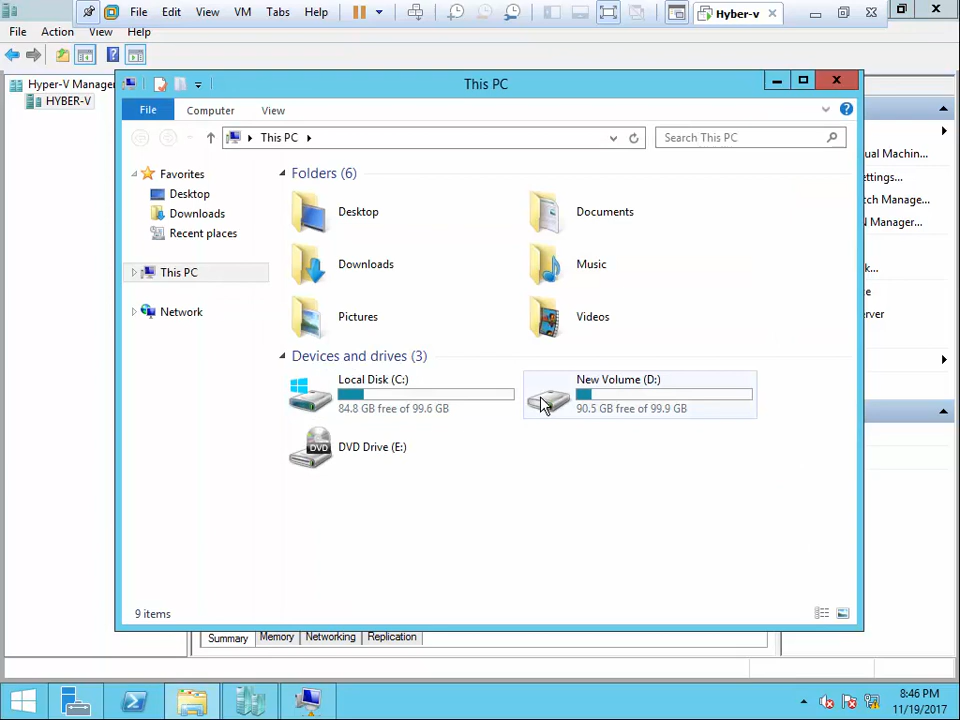 File Edit View VM Tabs Help Hyber-v
File Action View Help
Hyper-V Manager
HYBER-V
This PC
File Computer View
This PC
Search This PC
Favorites
Desktop
Downloads
Recent places
This PC
Network
Folders (6)
Desktop
Documents
Downloads
Music
Pictures
Videos
Devices and drives (3)
Local Disk (C:)
84.8 GB free of 99.6 GB
New Volume (D:)
90.5 GB free of 99.9 GB
DVD
DVD Drive (E:)
9 items
ual Machin...
ettings...
tch Manage...
N Manager...
k...
e
erver
Summary Memory Networking Replication
8:46 PM
11/19/2017